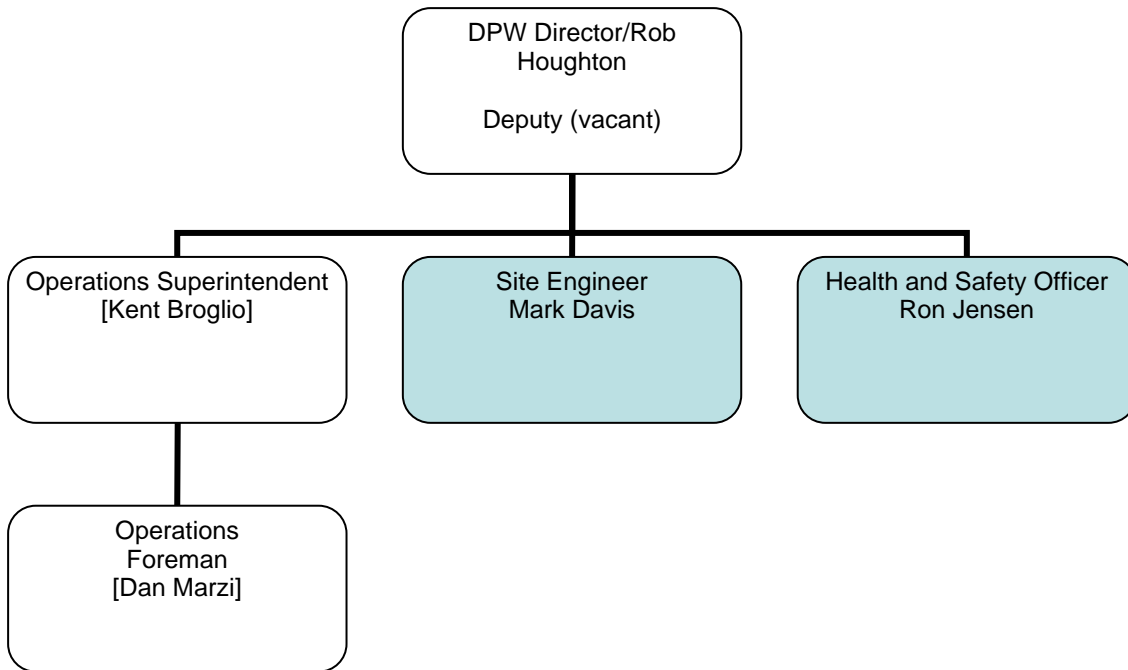 DPW Director/Rob
Houghton
Deputy (vacant)
Operations Superintendent
[Kent Broglio]
Site Engineer
Mark Davis
Health and Safety Officer
Ron Jensen
Operations
Foreman
[Dan Marzi]